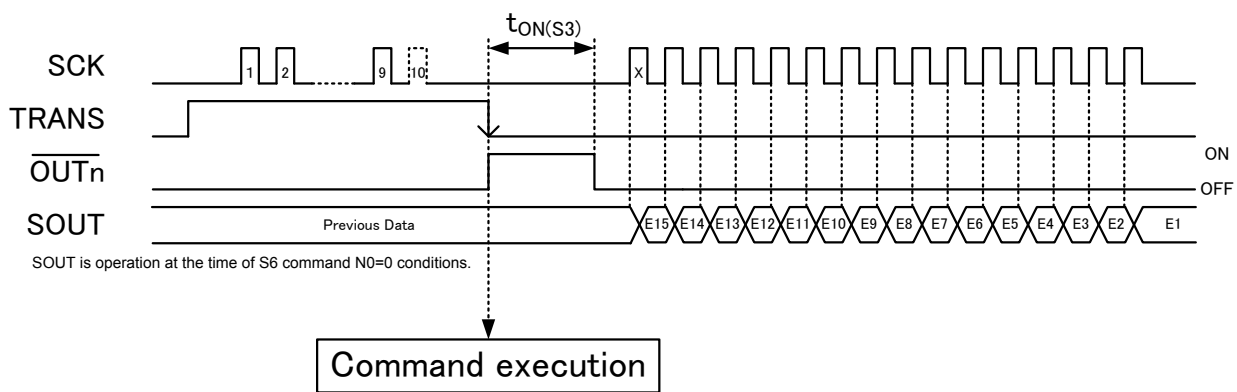 tON(S3)
SCK 1 2 9 10 X
TRANS
OUTn ON
OFF
SOUT Previous Data E15 E14 E13 E12 E11 E10 E9 E8 E7 E6 E5 E4 E3 E2 E1
SOUT is operation at the time of S6 command N0=0 conditions.
Command execution